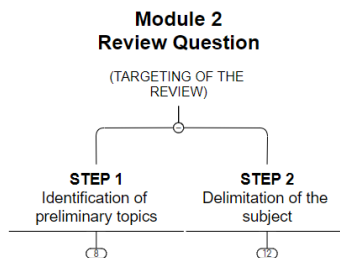 Module 2
Review Question
(TARGETING OF THE
REVIEW)
STEP 1
Identification of
preliminary topics
STEP 2
Delimitation of the
subject
8
12